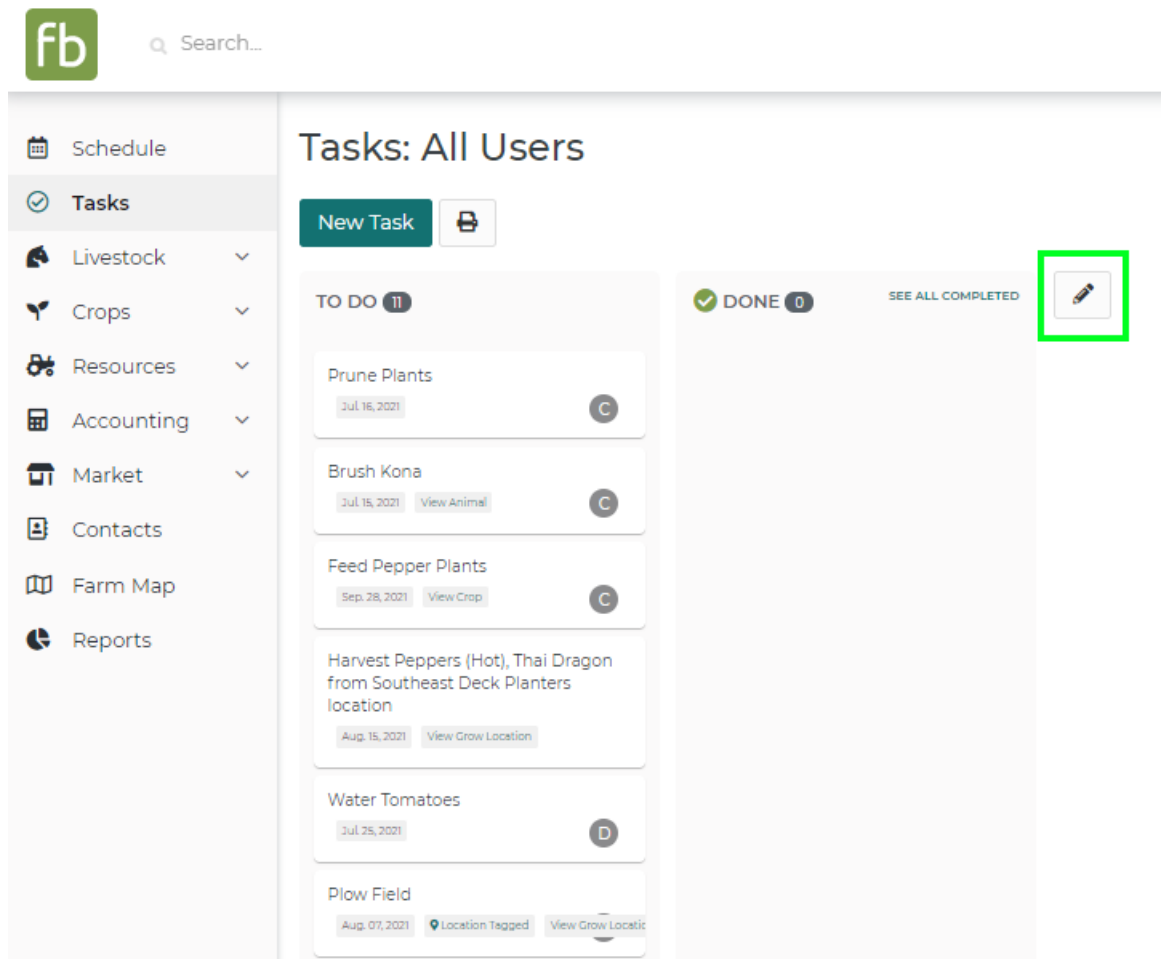 fb
Search...
Schedule
Tasks
Livestock
Crops
Resources
Accounting
Market
Contacts
Farm Map
Reports
Tasks: All Users
New Task
TO DO 11
Prune Plants
Jul. 16, 2021
C
Brush Kona
Jul. 15, 2021 View Animal
C
Feed Pepper Plants
Sep. 28, 2021 View Crop
C
Harvest Peppers (Hot), Thai Dragon
from Southeast Deck Planters
location
Aug. 15, 2021 View Grow Location
Water Tomatoes
Jul. 25, 2021
D
Plow Field
Aug. 07, 2021 Location Tagged View Grow Locatic
DONE 0 SEE ALL COMPLETED